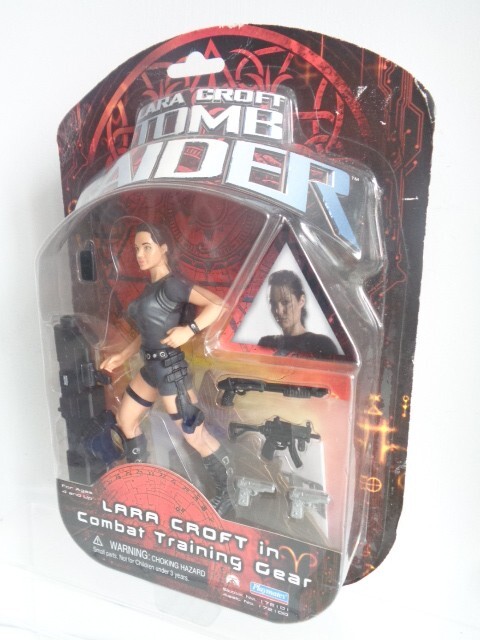 LARA CROFT
TOMB
RAIDER™
For Ages
4 and Up
LARA CROFT in
Combat Training Gear
WARNING: CHOKING HAZARD
Small parts. Not for Children under 3 years.
Playmates